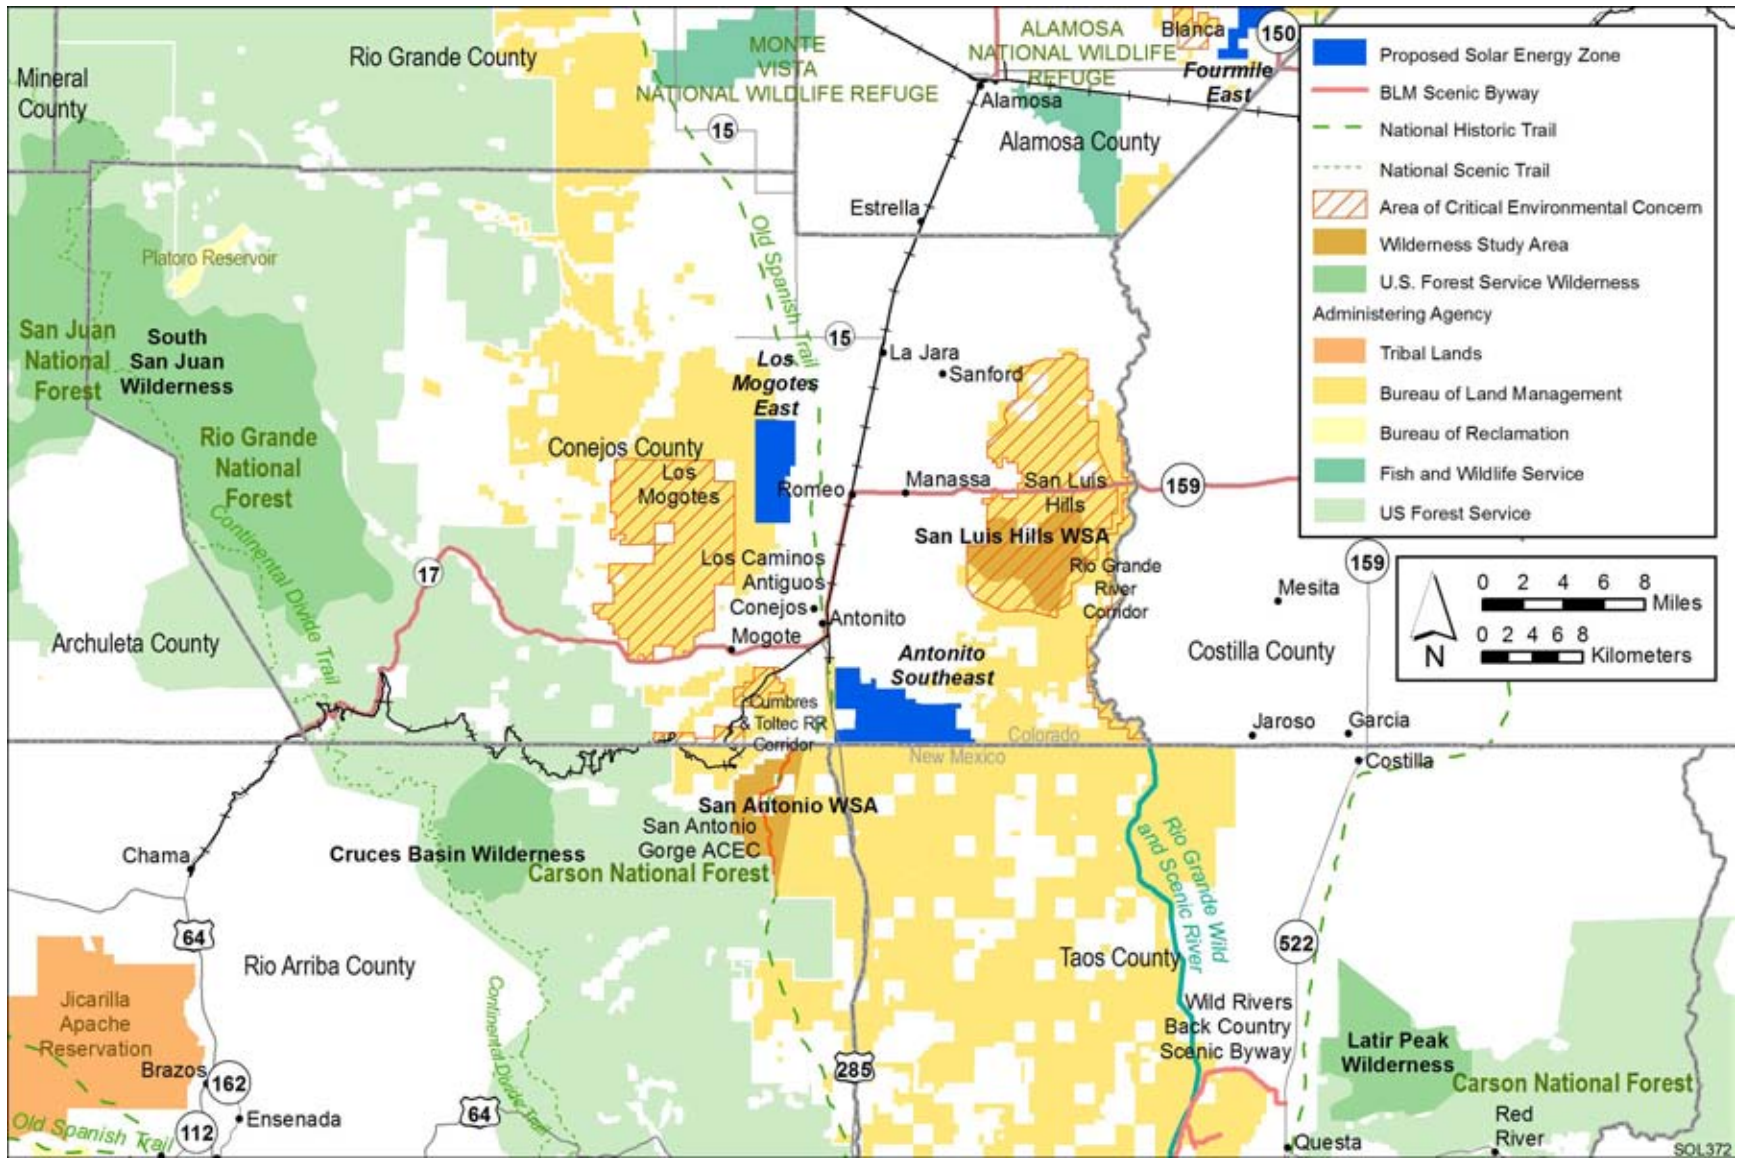 Mineral
County
Rio Grande County
MONTE
VISTA
NATIONAL WILDLIFE REFUGE
ALAMOSA
NATIONAL WILDLIFE
REFUGE
Blanca
150
Fourmile
East
Alamosa
15
Alamosa County
Estrella
Old Spanish Trail
Platoro Reservoir
San Juan
National
Forest
South
San Juan
Wilderness
15
La Jara
Sanford
Los
Mogotes
East
Rio Grande
National
Forest
Conejos County
Los
Mogotes
Romeo
Manassa
San Luis
Hills
159
San Luis Hills WSA
Continental Divide Trail
17
Los Caminos
Antiguos
Conejos
Antonito
Mogote
Rio Grande
River
Corridor
159
Mesita
Archuleta County
Antonito
Southeast
Costilla County
Cumbres
& Toltec RR
Corridor
Jaroso
Garcia
Colorado
New Mexico
Costilla
San Antonio WSA
San Antonio
Gorge ACEC
Chama
Cruces Basin Wilderness
Carson National Forest
Rio Grande Wild
and Scenic River
64
Rio Arriba County
Taos County
522
Jicarilla
Apache
Reservation
Continental Divide Trail
Wild Rivers
Back Country
Scenic Byway
Latir Peak
Wilderness
Brazos
162
285
Carson National Forest
64
Ensenada
Old Spanish Trail
112
Red
River
Questa
SOL372
Proposed Solar Energy Zone
BLM Scenic Byway
National Historic Trail
National Scenic Trail
Area of Critical Environmental Concern
Wilderness Study Area
U.S. Forest Service Wilderness
Administering Agency
Tribal Lands
Bureau of Land Management
Bureau of Reclamation
Fish and Wildlife Service
US Forest Service
N
0 2 4 6 8
Miles
0 2 4 6 8
Kilometers